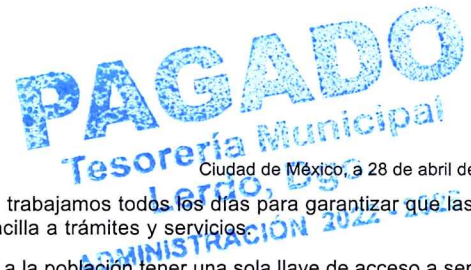 PAGADO
Tesorería Municipal
Lerdo, Dgo.
ADMINISTRACIÓN 2022 - 2025
Ciudad de México, a 28 de abril de
trabajamos todos los días para garantizar que las
ncilla a trámites y servicios.
a la población tener una sola llave de acceso a se